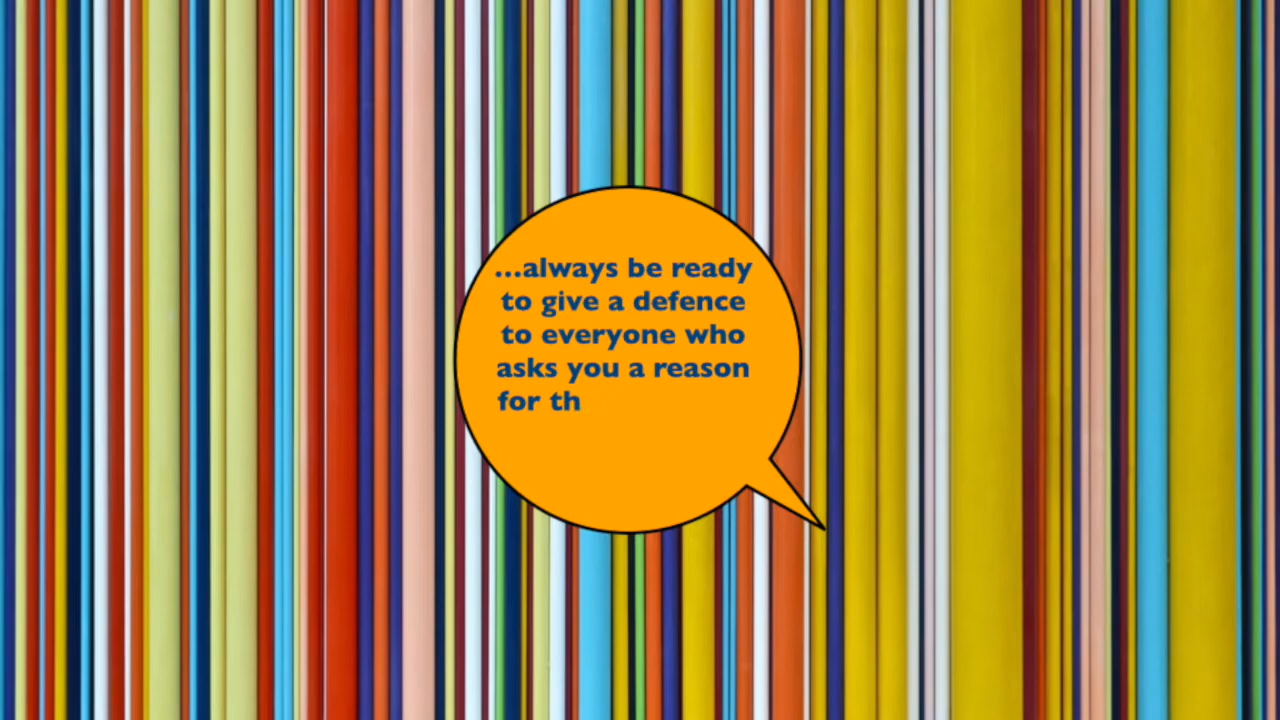 ...always be ready
to give a defence
to everyone who
asks you a reason
for th